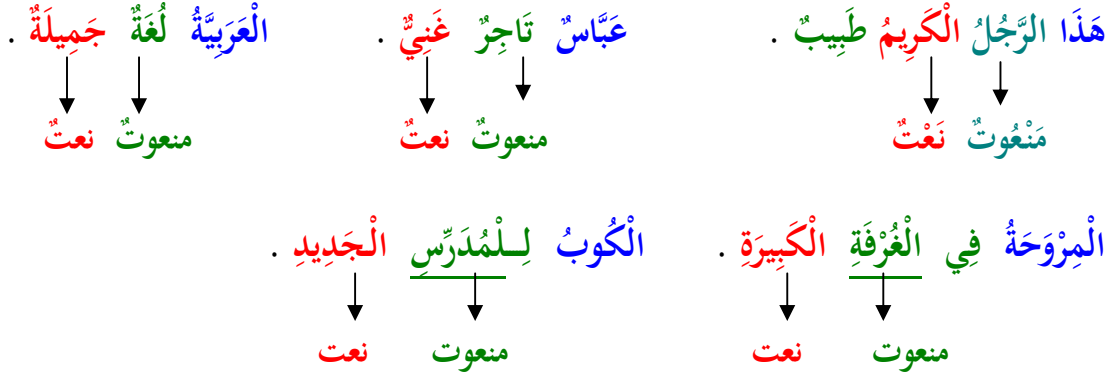 هَذَا الرَّجُلُ الْكَرِيمُ طَبِيبٌ . عَبَّاسٌ تَاجِرٌ غَنِيٌّ . الْعَرَبِيَّةُ لُغَةٌ جَمِيلَةٌ .
مَنْعُوتٌ نَعْتٌ منعوتٌ نعتٌ منعوتٌ نعتٌ
الْمِرْوَحَةُ فِي الْغُرْفَةِ الْكَبِيرَةِ . الْكُوبُ لِــلْمُدَرِّسِ الْجَدِيدِ .
منعوت نعت منعوت نعت